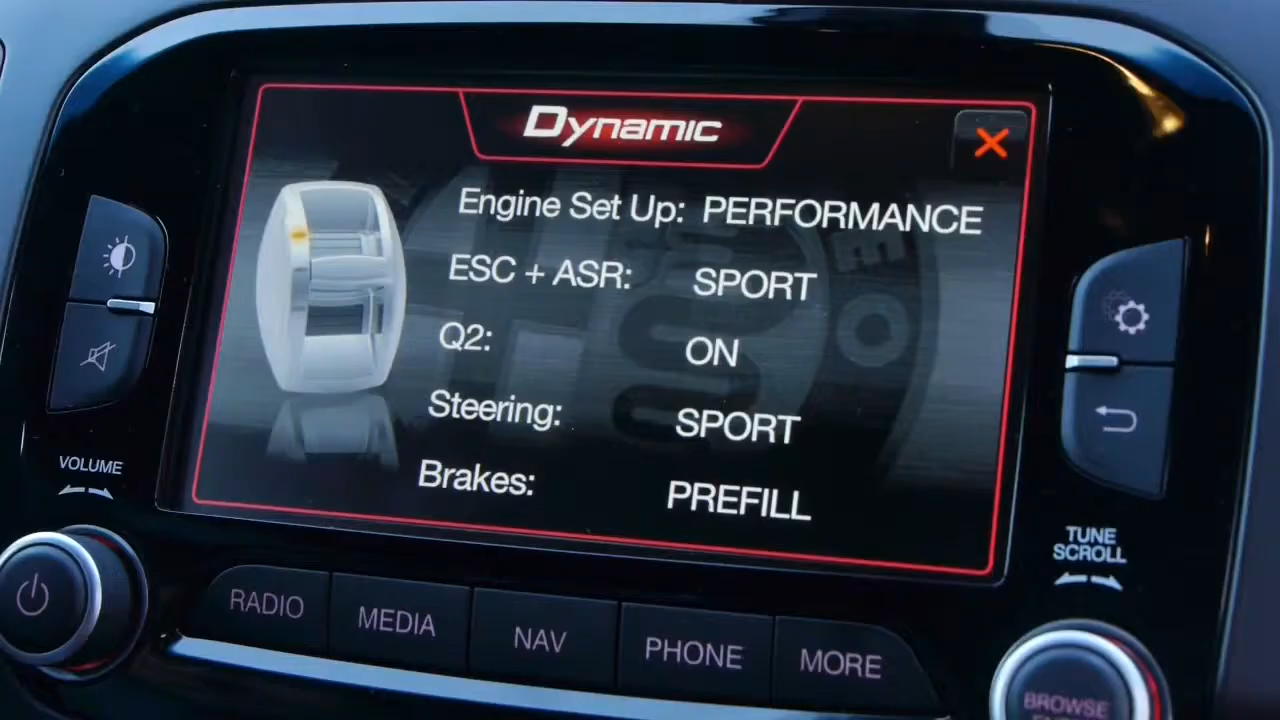 Dynamic
Engine Set Up: PERFORMANCE
ESC + ASR: SPORT
Q2: ON
Steering: SPORT
Brakes: PREFILL
VOLUME
TUNE
SCROLL
RADIO
MEDIA
NAV
PHONE
MORE
BROWSE